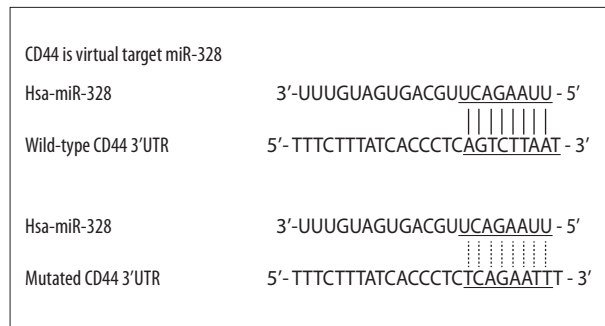 CD44 is virtual target miR-328
Hsa-miR-328 3′-UUUGUAGUGACGUUCAGAAUU - 5′
Wild-type CD44 3′UTR 5′- TTTCTTTATCACCCTCAGTCTTAAT - 3′
Hsa-miR-328 3′-UUUGUAGUGACGUUCAGAAUU - 5′
Mutated CD44 3′UTR 5′- TTTCTTTATCACCCTCTCAGAATTT - 3′